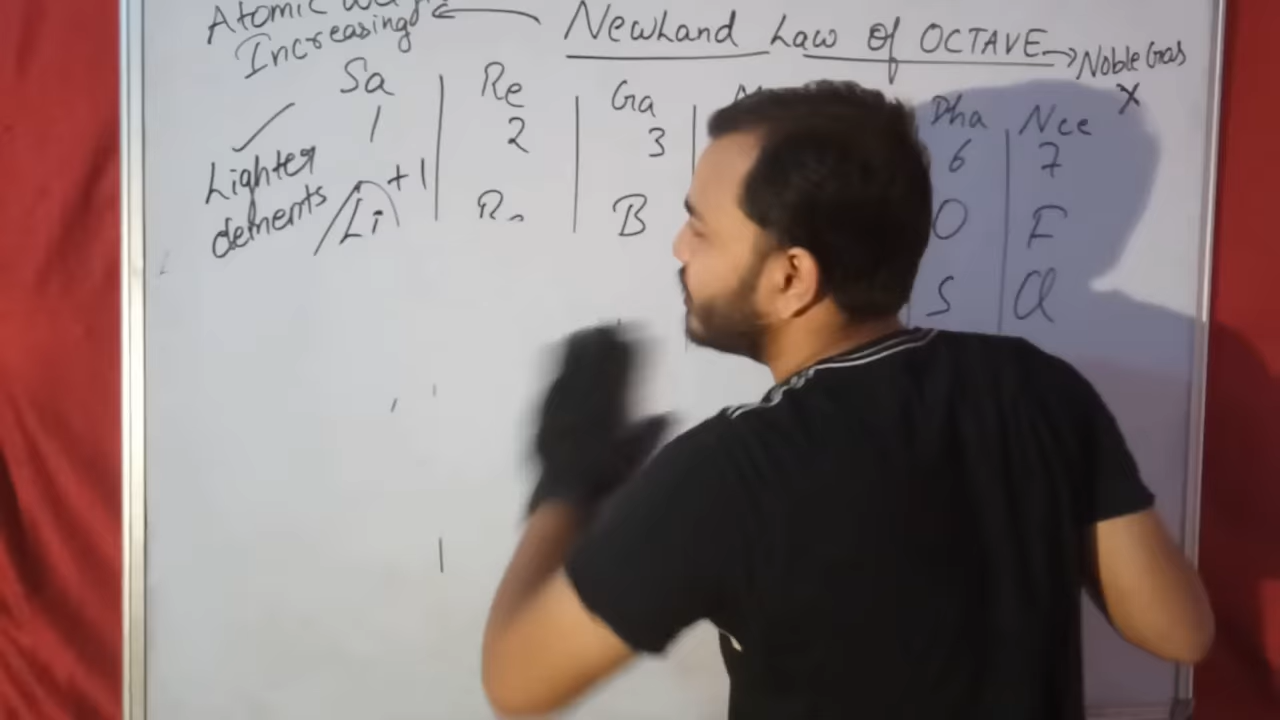 Atomic
Increasing
Newland Law of OCTAVE → Noble Gas
X
Sa Re Ga Dha Nee
1 2 3 6 7
Lighter
elements
Li +1 B O F
S Cl